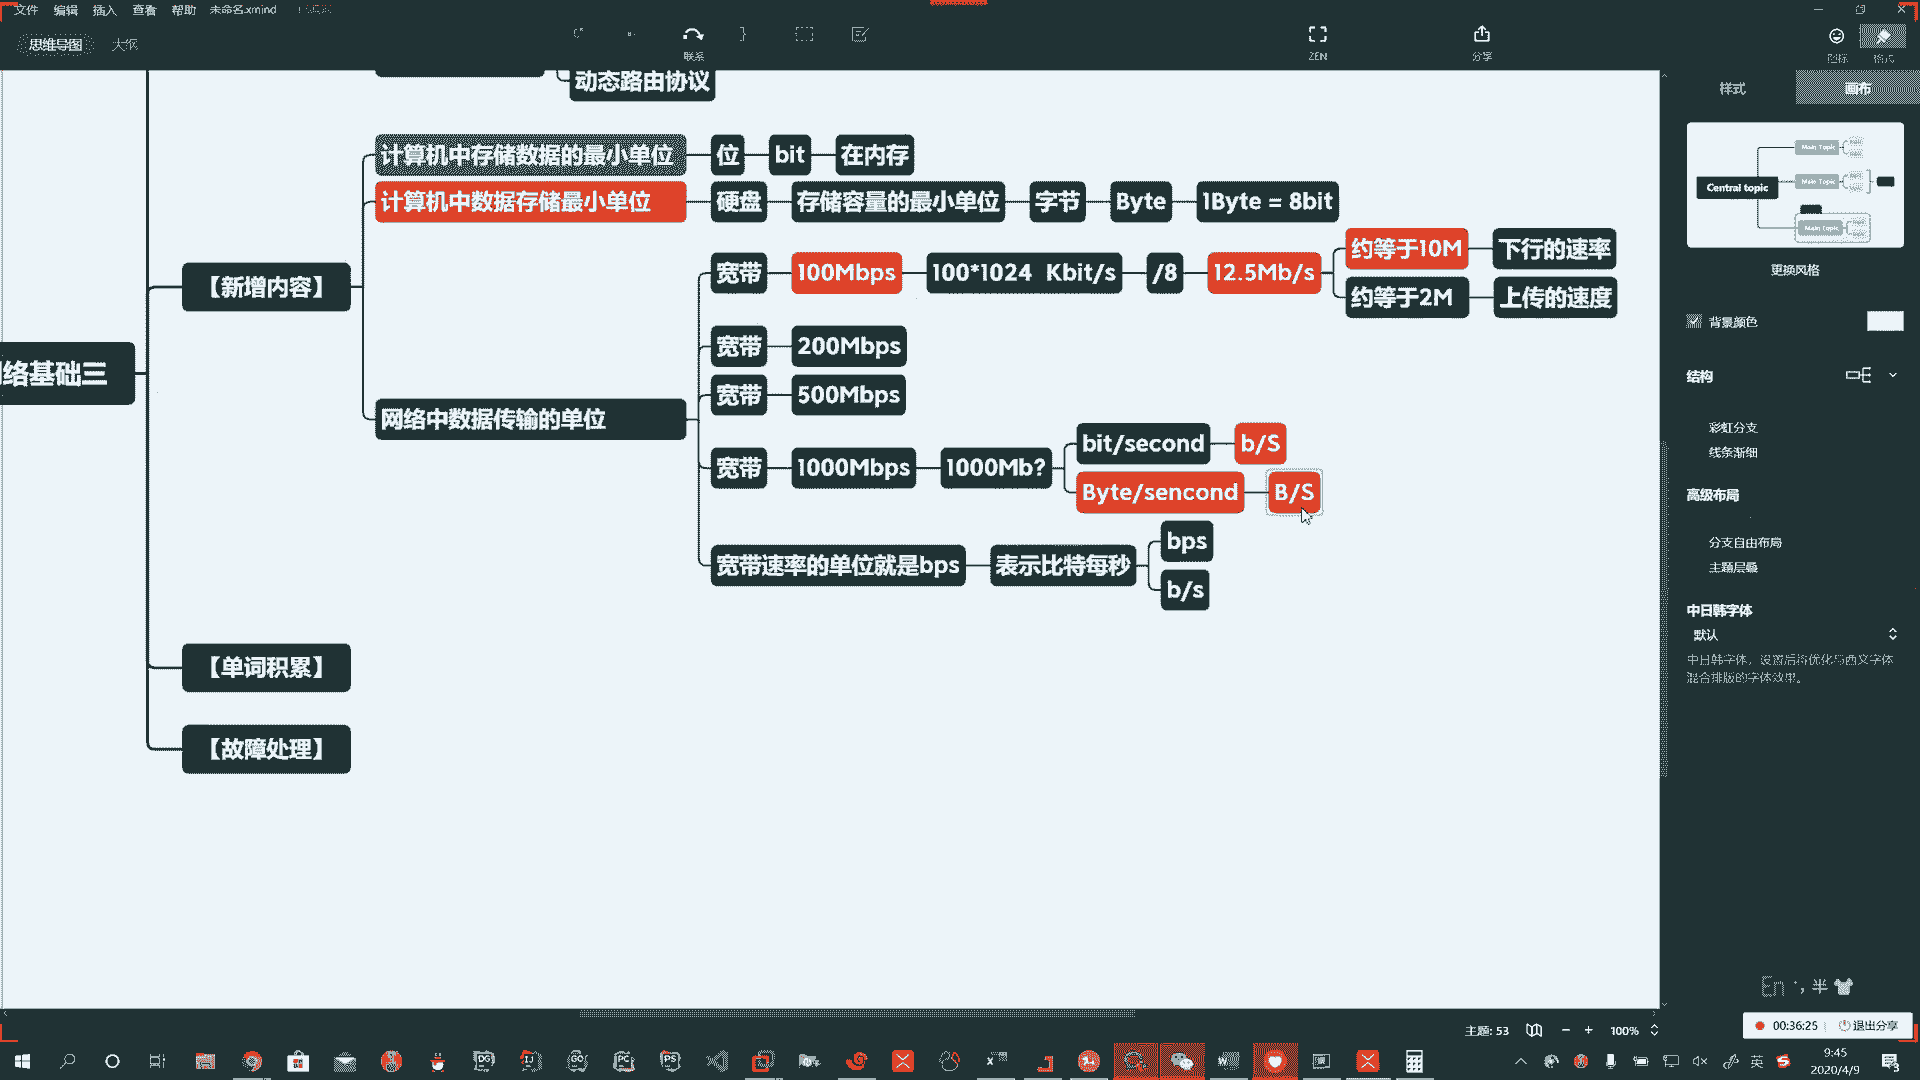 文件 编辑 插入 查看 帮助 未命名.xmind
思维导图 大纲
联系
ZEN
分享
图标 格式
动态路由协议
计算机中存储数据的最小单位 位 bit 在内存
计算机中数据存储最小单位 硬盘 存储容量的最小单位 字节 Byte 1Byte = 8bit
【新增内容】
宽带 100Mbps 100*1024 Kbit/s /8 12.5Mb/s
约等于10M 下行的速率
约等于2M 上传的速度
宽带 200Mbps
宽带 500Mbps
网络中数据传输的单位
宽带 1000Mbps 1000Mb?
bit/second b/S
Byte/sencond B/S
宽带速率的单位就是bps 表示比特每秒
bps
b/s
络基础三
【单词积累】
【故障处理】
样式 画布
Central topic
Main Topic
Main Topic
Main Topic
更换风格
背景颜色
结构
彩虹分支
线条渐细
高级布局
分支自由布局
主题层叠
中日韩字体
默认
中日韩字体，设置后将优化与西文字体
混合排版的字体效果。
En 半
00:36:25 退出分享
主题: 53 100%
英
9:45
2020/4/9